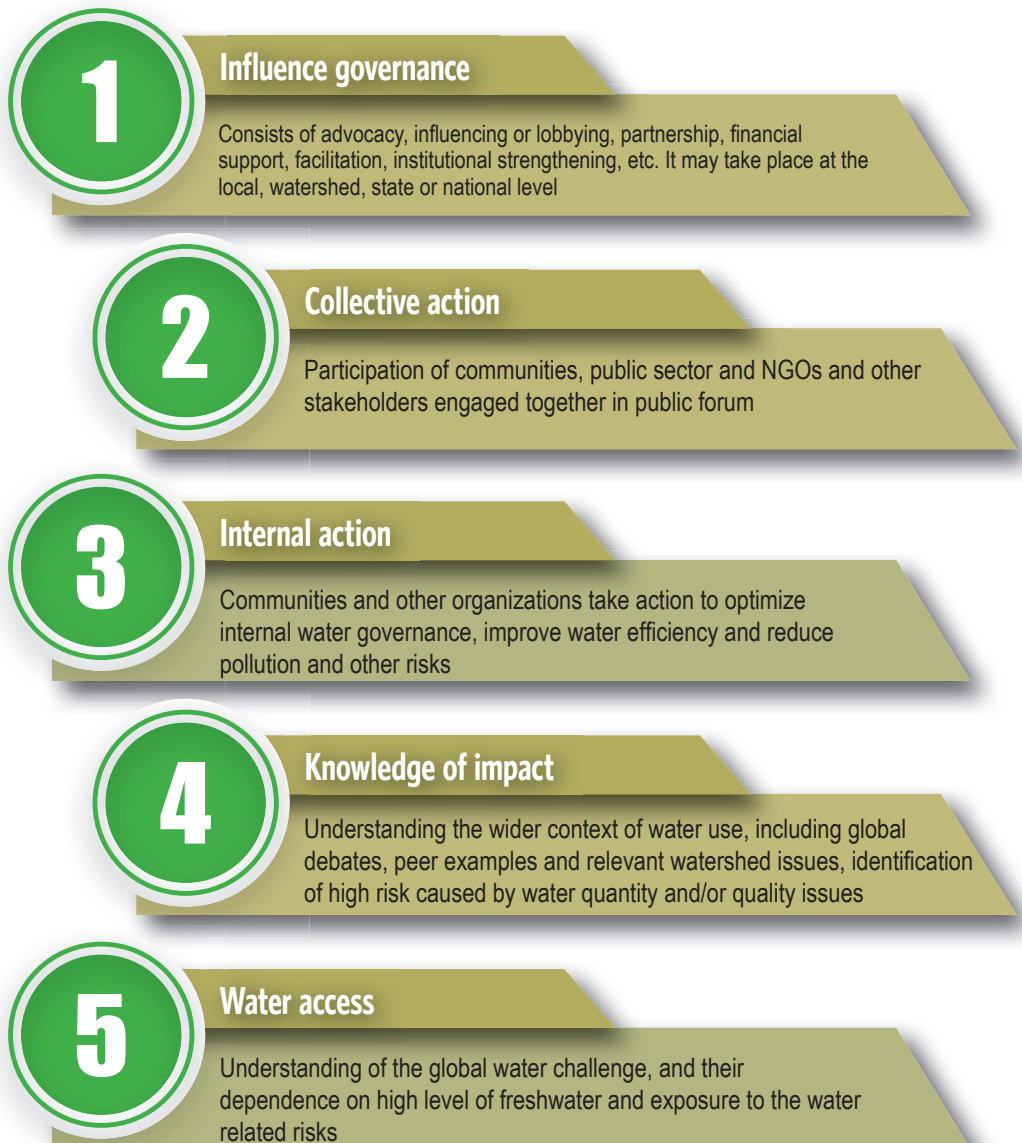 1
Influence governance
Consists of advocacy, influencing or lobbying, partnership, financial
support, facilitation, institutional strengthening, etc. It may take place at the
local, watershed, state or national level
2
Collective action
Participation of communities, public sector and NGOs and other
stakeholders engaged together in public forum
3
Internal action
Communities and other organizations take action to optimize
internal water governance, improve water efficiency and reduce
pollution and other risks
4
Knowledge of impact
Understanding the wider context of water use, including global
debates, peer examples and relevant watershed issues, identification
of high risk caused by water quantity and/or quality issues
5
Water access
Understanding of the global water challenge, and their
dependence on high level of freshwater and exposure to the water
related risks